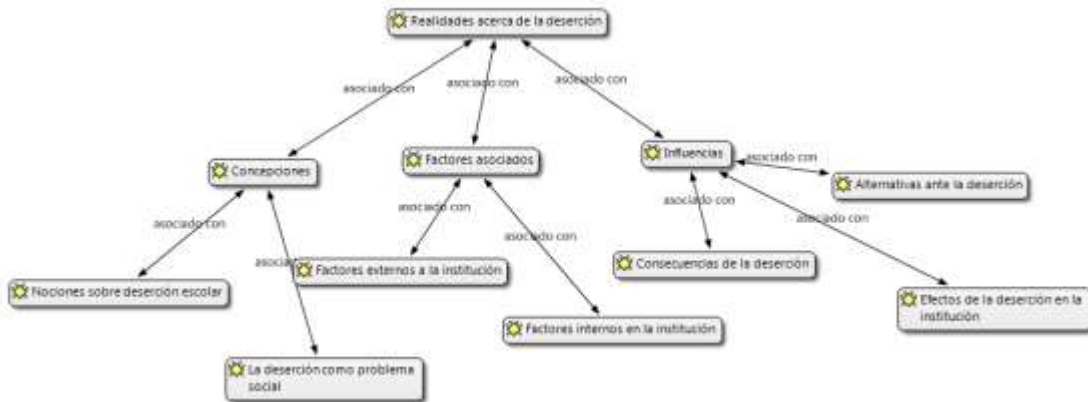 Realidades acerca de la deserción
asociado con
asociado con
asociado con
Concepciones
Factores asociados
Influencias
asociado con
Alternativas ante la deserción
asociado con
asociado con
asociado con
asociado con
asociado con
Nociones sobre deserción escolar
Factores externos a la institución
Consecuencias de la deserción
Efectos de la deserción en la
institución
Factores internos en la institución
La deserción como problema
social